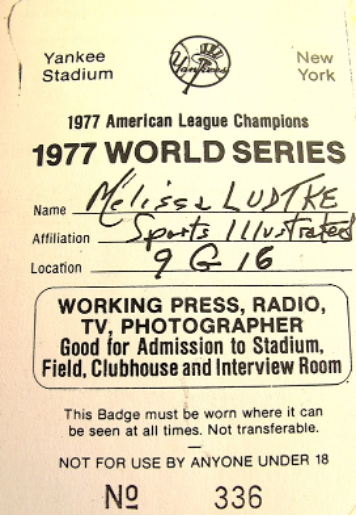 Yankee Stadium
Yankees
New York
1977 American League Champions
1977 WORLD SERIES
Name Melissa LUDTKE
Affiliation Sports Illustrated
Location 9 G 16
WORKING PRESS, RADIO,
TV, PHOTOGRAPHER
Good for Admission to Stadium,
Field, Clubhouse and Interview Room
This Badge must be worn where it can
be seen at all times. Not transferable.
NOT FOR USE BY ANYONE UNDER 18
Nº 336